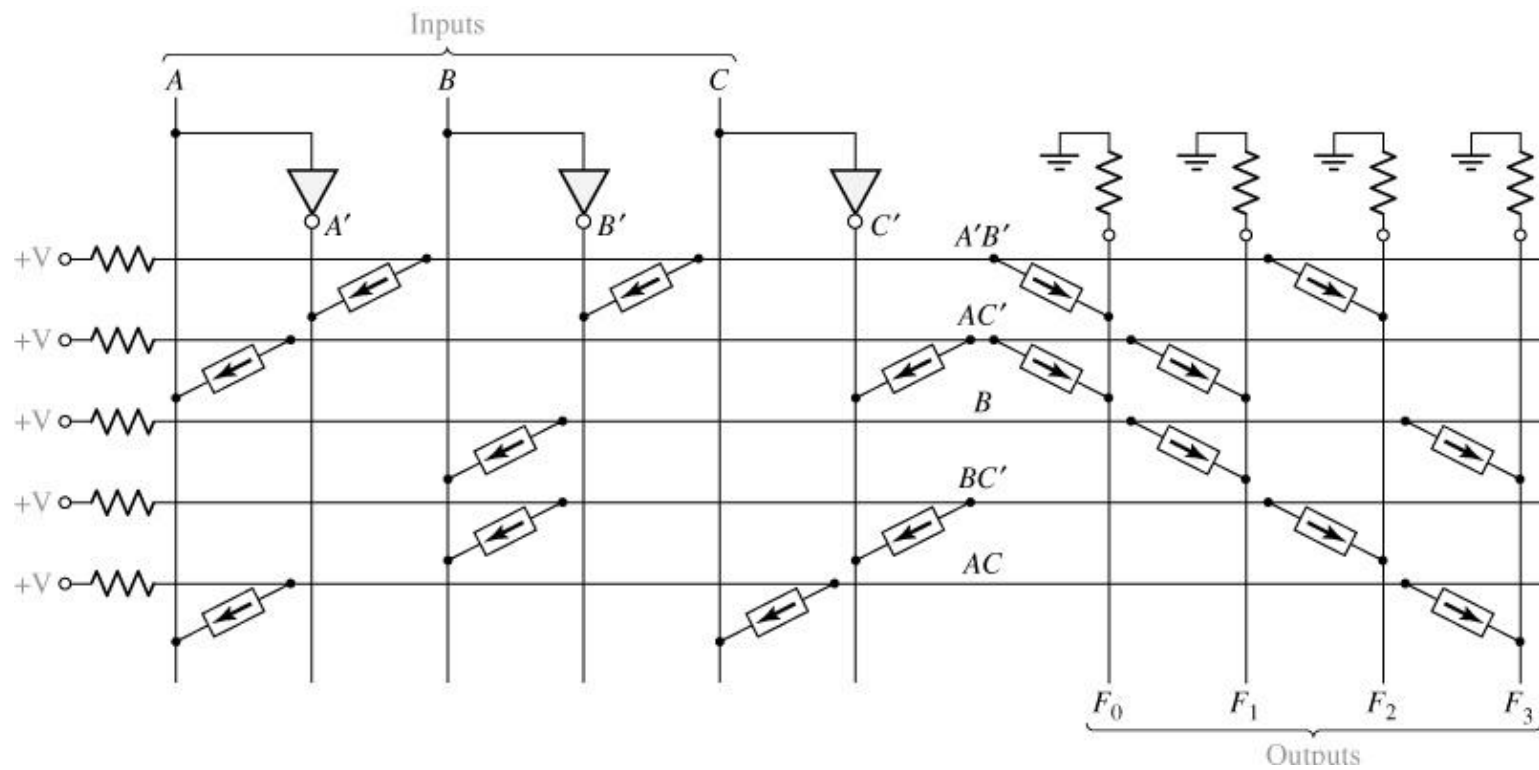 Inputs
A B C
A′ B′ C′ A′B′
+V
AC′
+V
B
+V
BC′
+V
AC
+V
F0 F1 F2 F3
Outputs